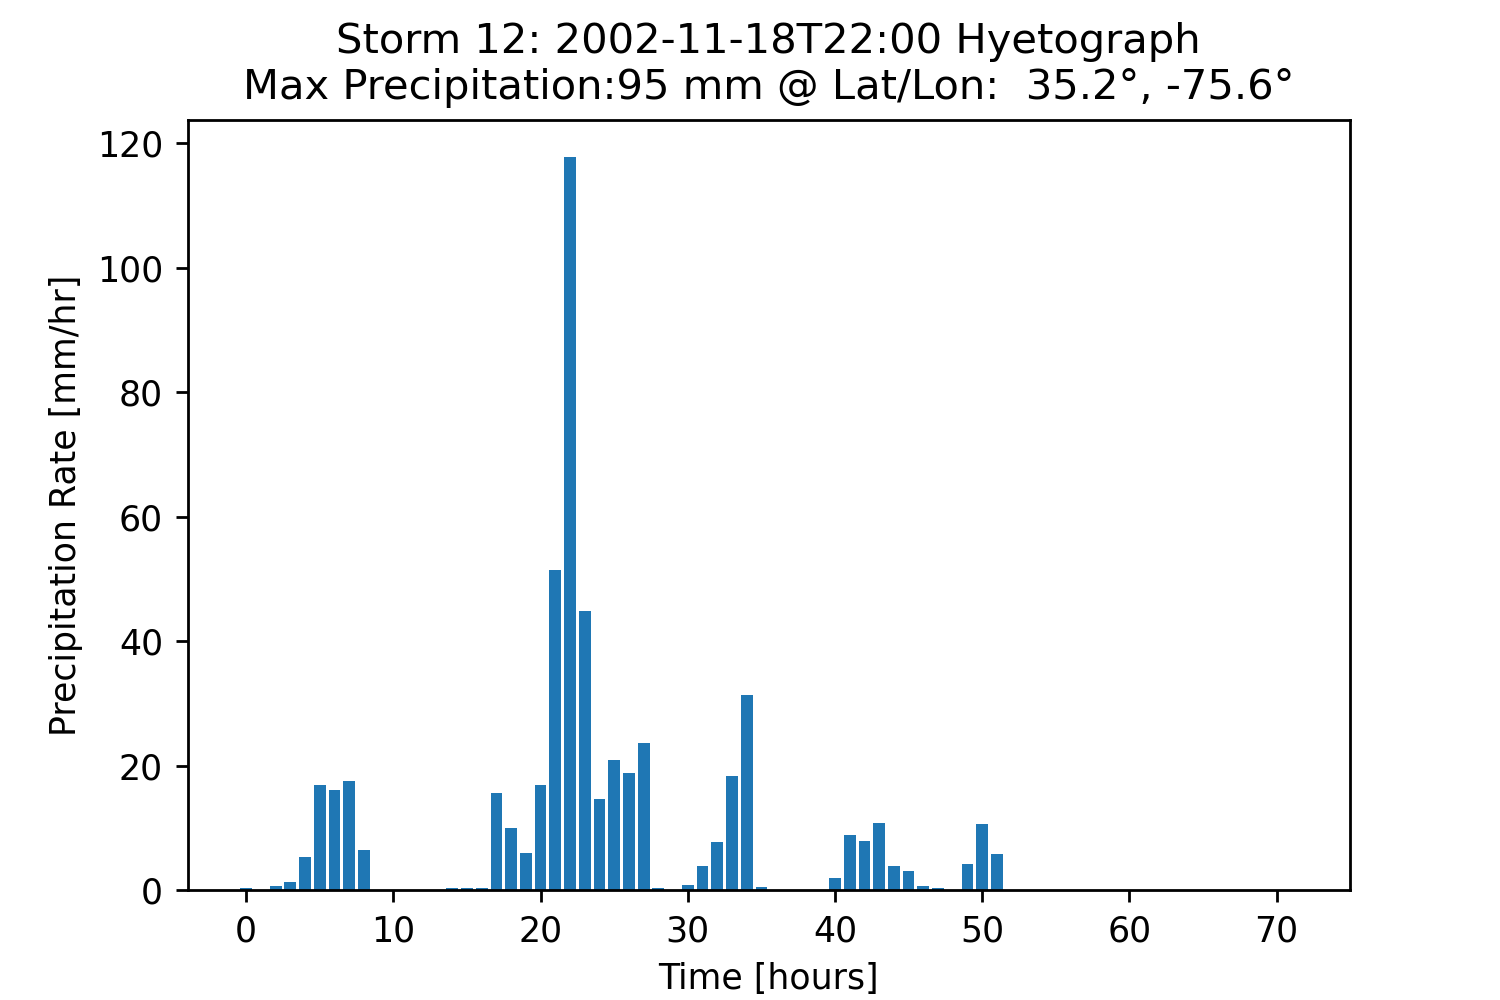 Storm 12: 2002-11-18T22:00 Hyetograph
Max Precipitation:95 mm @ Lat/Lon:  35.2°, -75.6°
120
100
80
60
40
20
0
Precipitation Rate [mm/hr]
0 10 20 30 40 50 60 70
Time [hours]